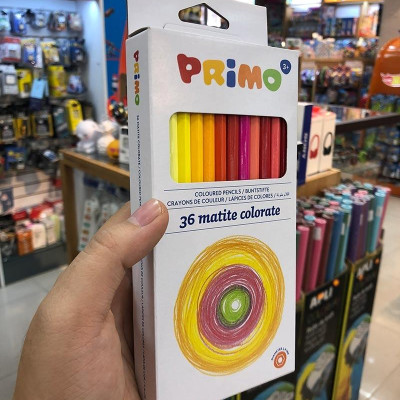 PRIMO
3+
COLOURED PENCILS / BUNTSTIFTE
CRAYONS DE COULEUR / LÁPICES DE COLORES /
36 matite colorate
APLI